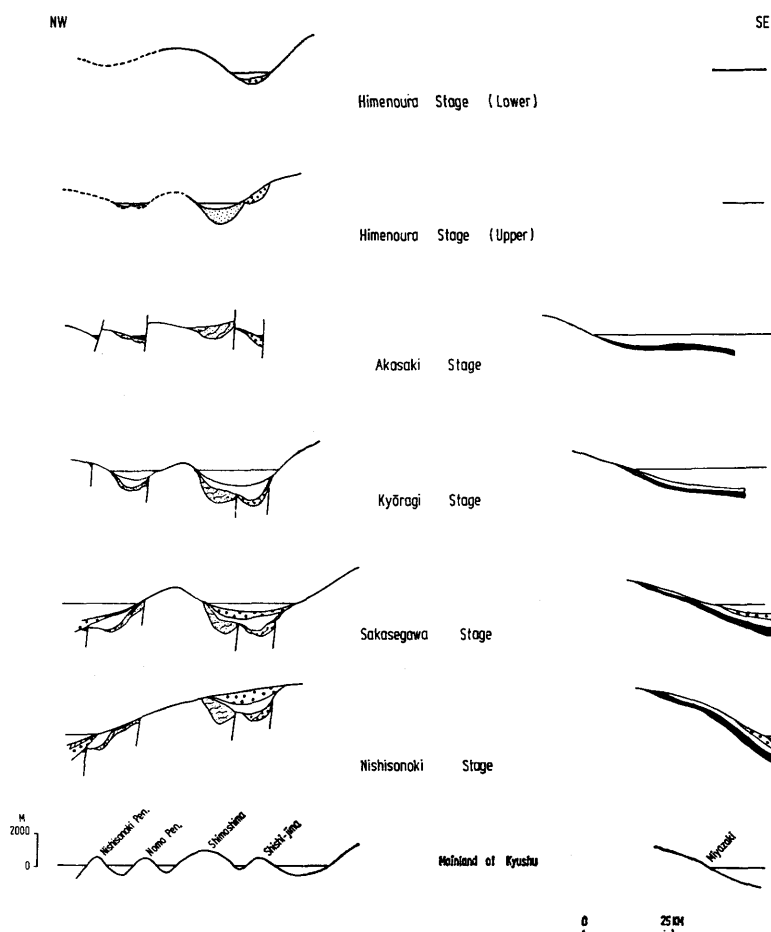 NW SE
Himenoura Stage (Lower)
Himenoura Stage (Upper)
Akasaki Stage
Kyōragi Stage
Sakasegawa Stage
Nishisonoki Stage
M
2000
0
Nishisonoki Pen.
Nomo Pen.
Shimoshima
Shishi-jima
Mainland of Kyushu
Miyazaki
0 25KM